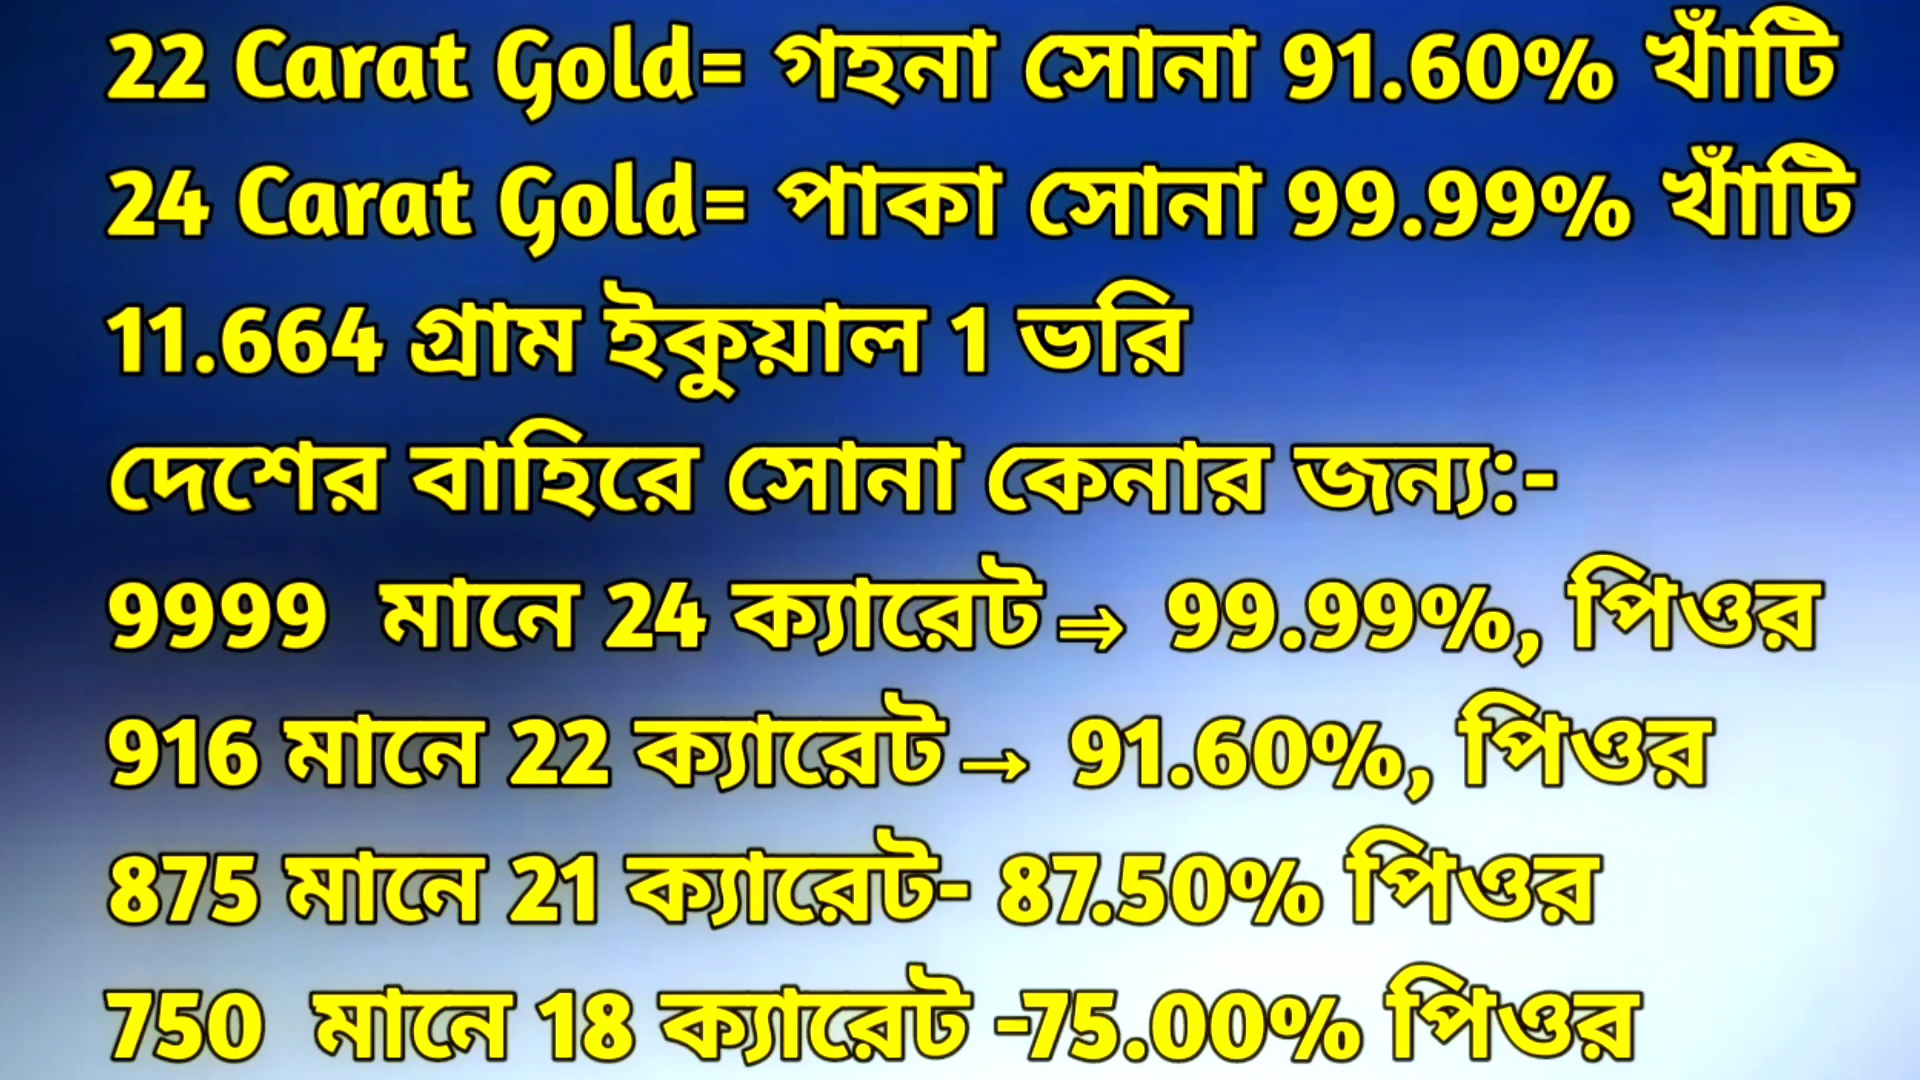 22 Carat Gold= গহনা সোনা 91.60% খাঁটি
24 Carat Gold= পাকা সোনা 99.99% খাঁটি
11.664 গ্রাম ইকুয়াল 1 ভরি
দেশের বাহিরে সোনা কেনার জন্য:-
9999 মানে 24 ক্যারেট⇒ 99.99%, পিওর
916 মানে 22 ক্যারেট→ 91.60%, পিওর
875 মানে 21 ক্যারেট- 87.50% পিওর
750 মানে 18 ক্যারেট -75.00% পিওর